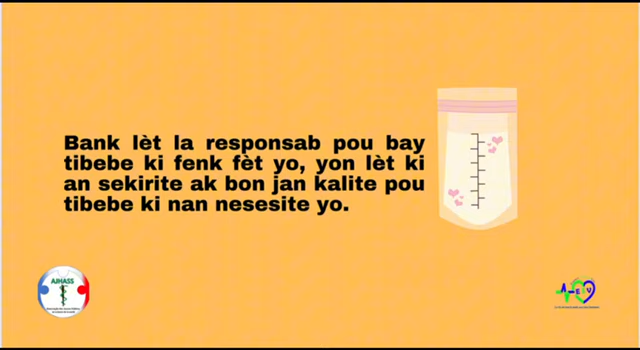 Bank lèt la responsab pou bay
tibebe ki fenk fèt yo, yon lèt ki
an sekirite ak bon jan kalite pou
tibebe ki nan nesesite yo.
AJHASS